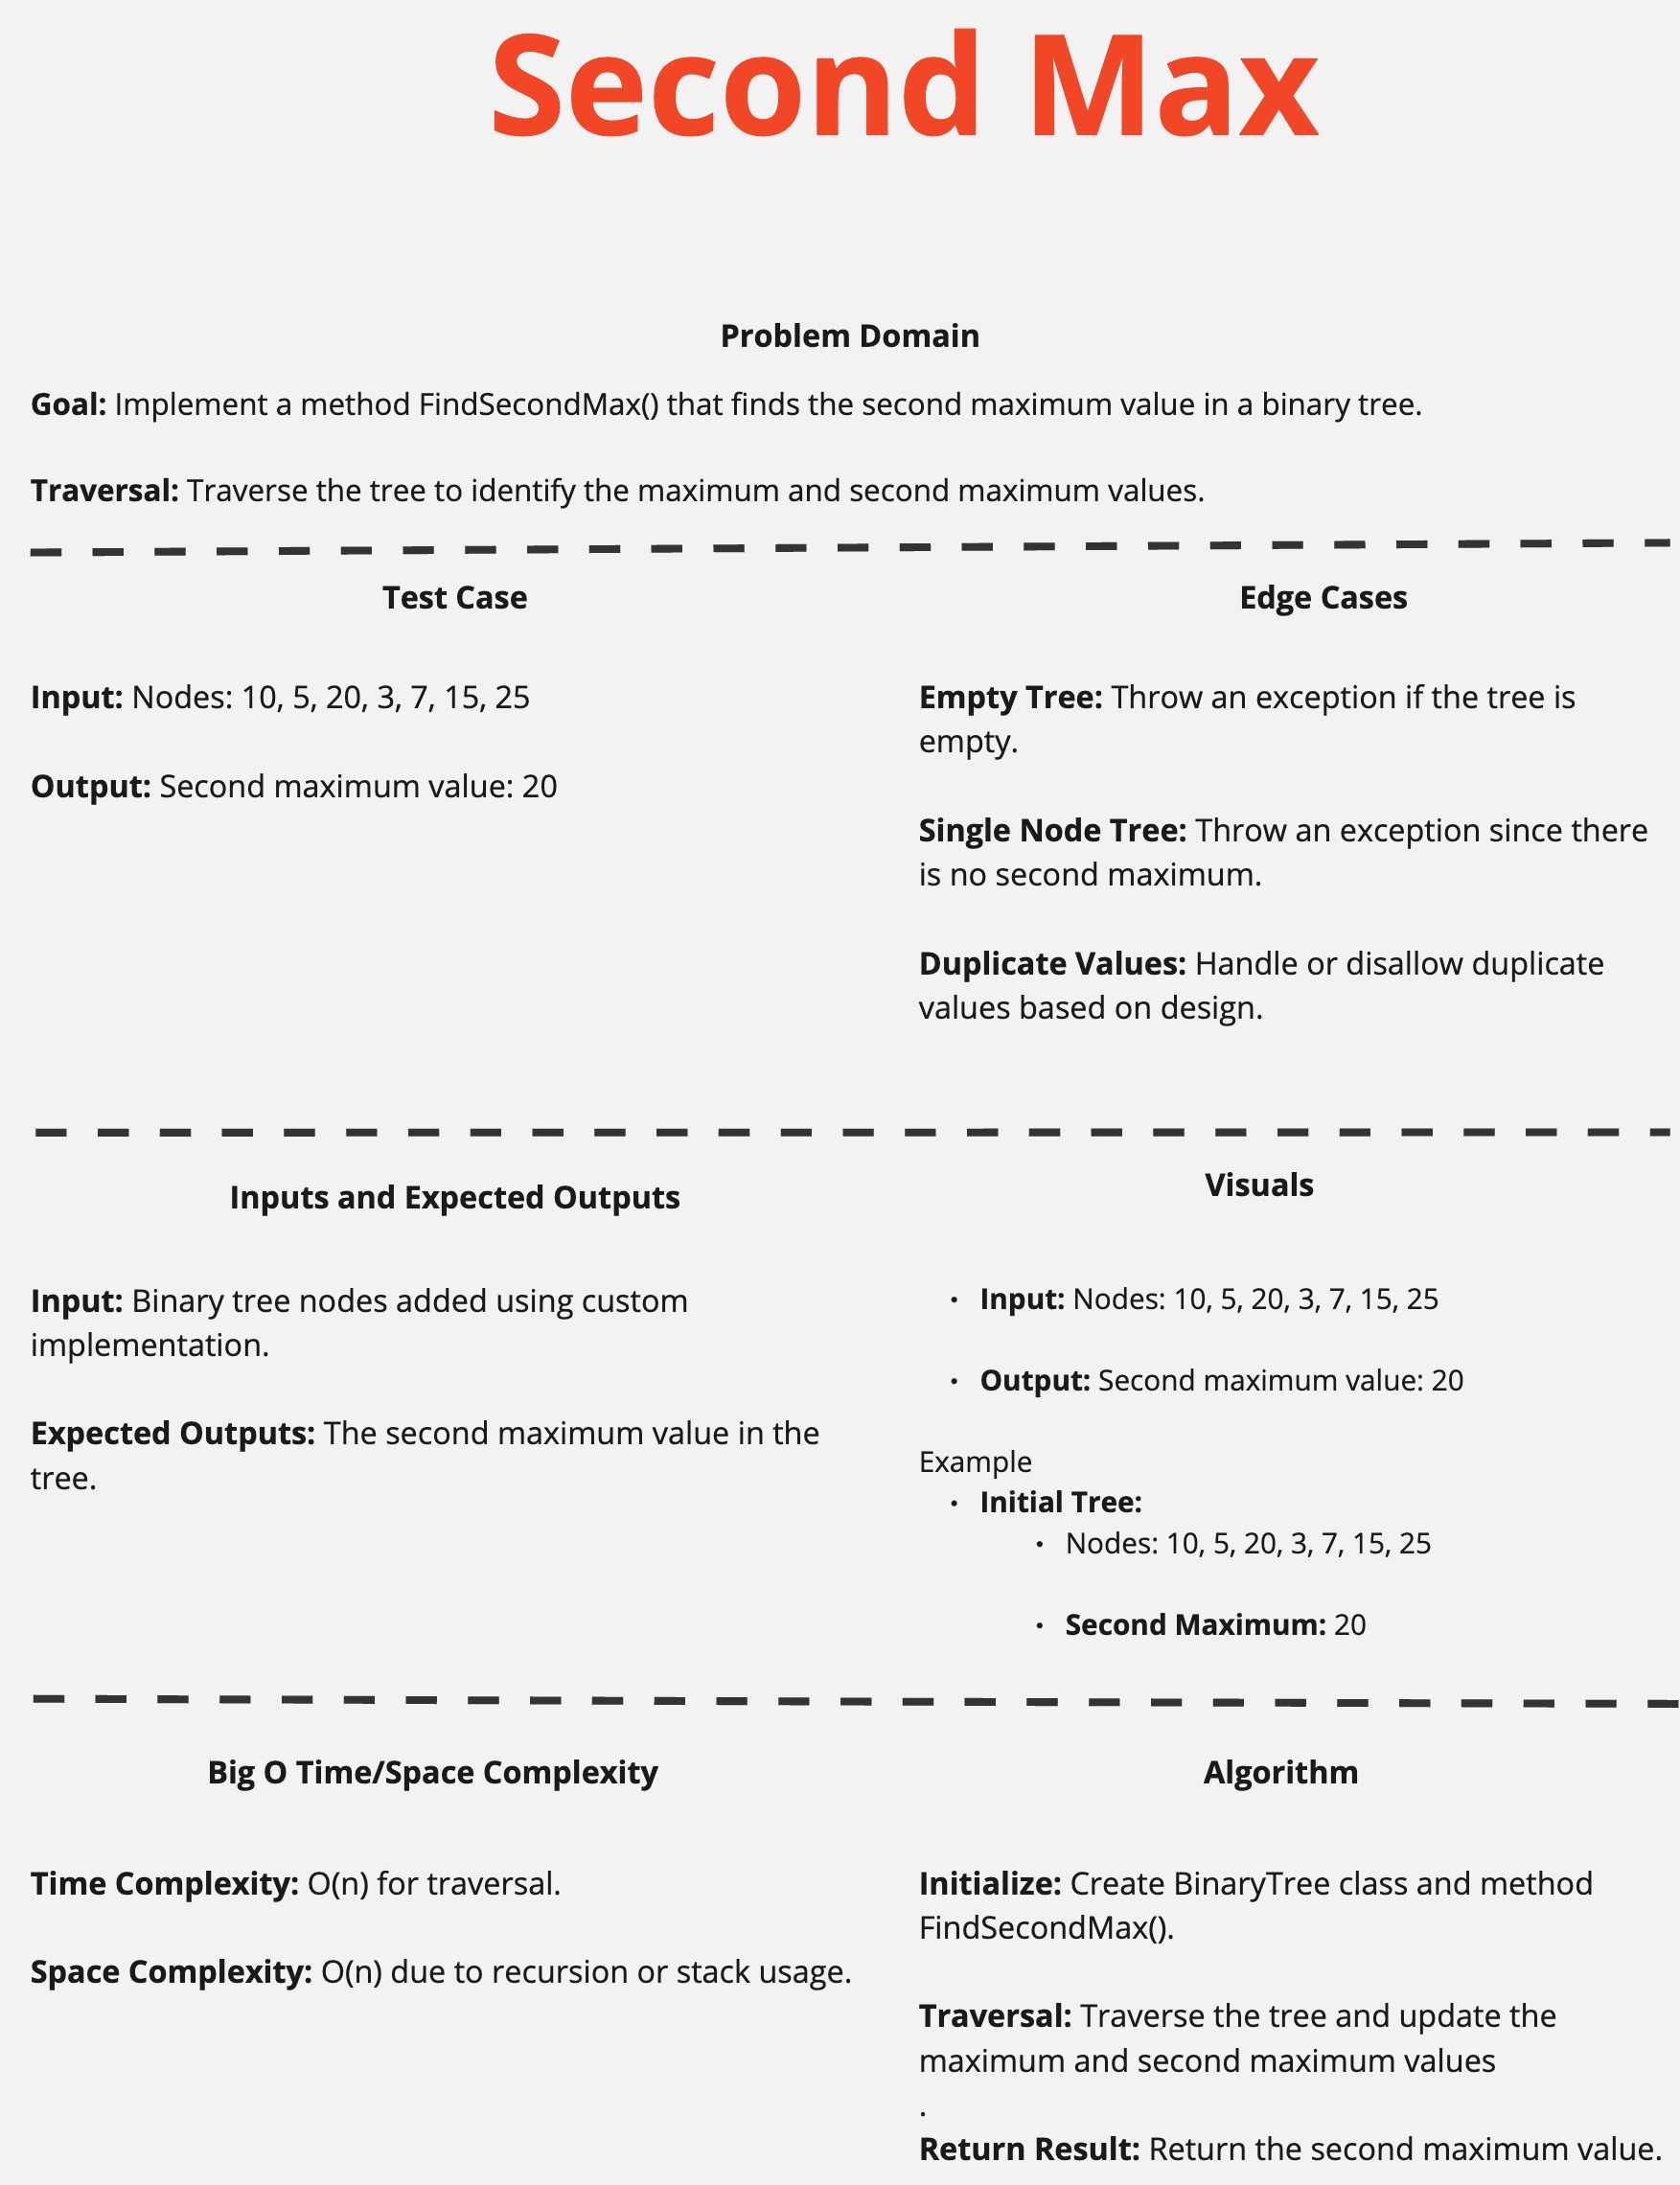 Second Max
Problem Domain
Goal: Implement a method FindSecondMax() that finds the second maximum value in a binary tree.
Traversal: Traverse the tree to identify the maximum and second maximum values.
Test Case
Input: Nodes: 10, 5, 20, 3, 7, 15, 25
Output: Second maximum value: 20
Edge Cases
Empty Tree: Throw an exception if the tree is
empty.
Single Node Tree: Throw an exception since there
is no second maximum.
Duplicate Values: Handle or disallow duplicate
values based on design.
Inputs and Expected Outputs
Input: Binary tree nodes added using custom
implementation.
Expected Outputs: The second maximum value in the
tree.
Visuals
• Input: Nodes: 10, 5, 20, 3, 7, 15, 25
• Output: Second maximum value: 20
Example
• Initial Tree:
• Nodes: 10, 5, 20, 3, 7, 15, 25
• Second Maximum: 20
Big O Time/Space Complexity
Time Complexity: O(n) for traversal.
Space Complexity: O(n) due to recursion or stack usage.
Algorithm
Initialize: Create BinaryTree class and method
FindSecondMax().
Traversal: Traverse the tree and update the
maximum and second maximum values
.
Return Result: Return the second maximum value.